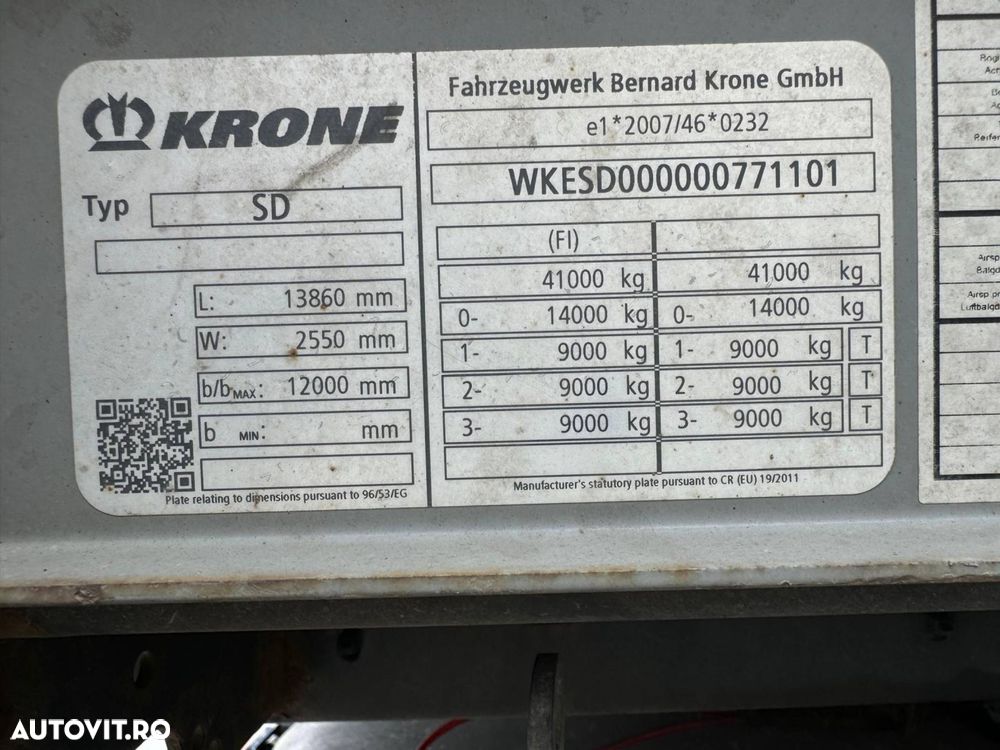 KRONE
Typ SD
L: 13860 mm
W: 2550 mm
b/b MAX: 12000 mm
b MIN: mm
Plate relating to dimensions pursuant to 96/53/EG
Fahrzeugwerk Bernard Krone GmbH
e1*2007/46*0232
WKESD000000771101
(FI)
41000 kg 41000 kg
0- 14000 kg 0- 14000 kg
1- 9000 kg 1- 9000 kg T
2- 9000 kg 2- 9000 kg T
3- 9000 kg 3- 9000 kg T
Manufacturer's statutory plate pursuant to CR (EU) 19/2011
AUTOVIT.RO